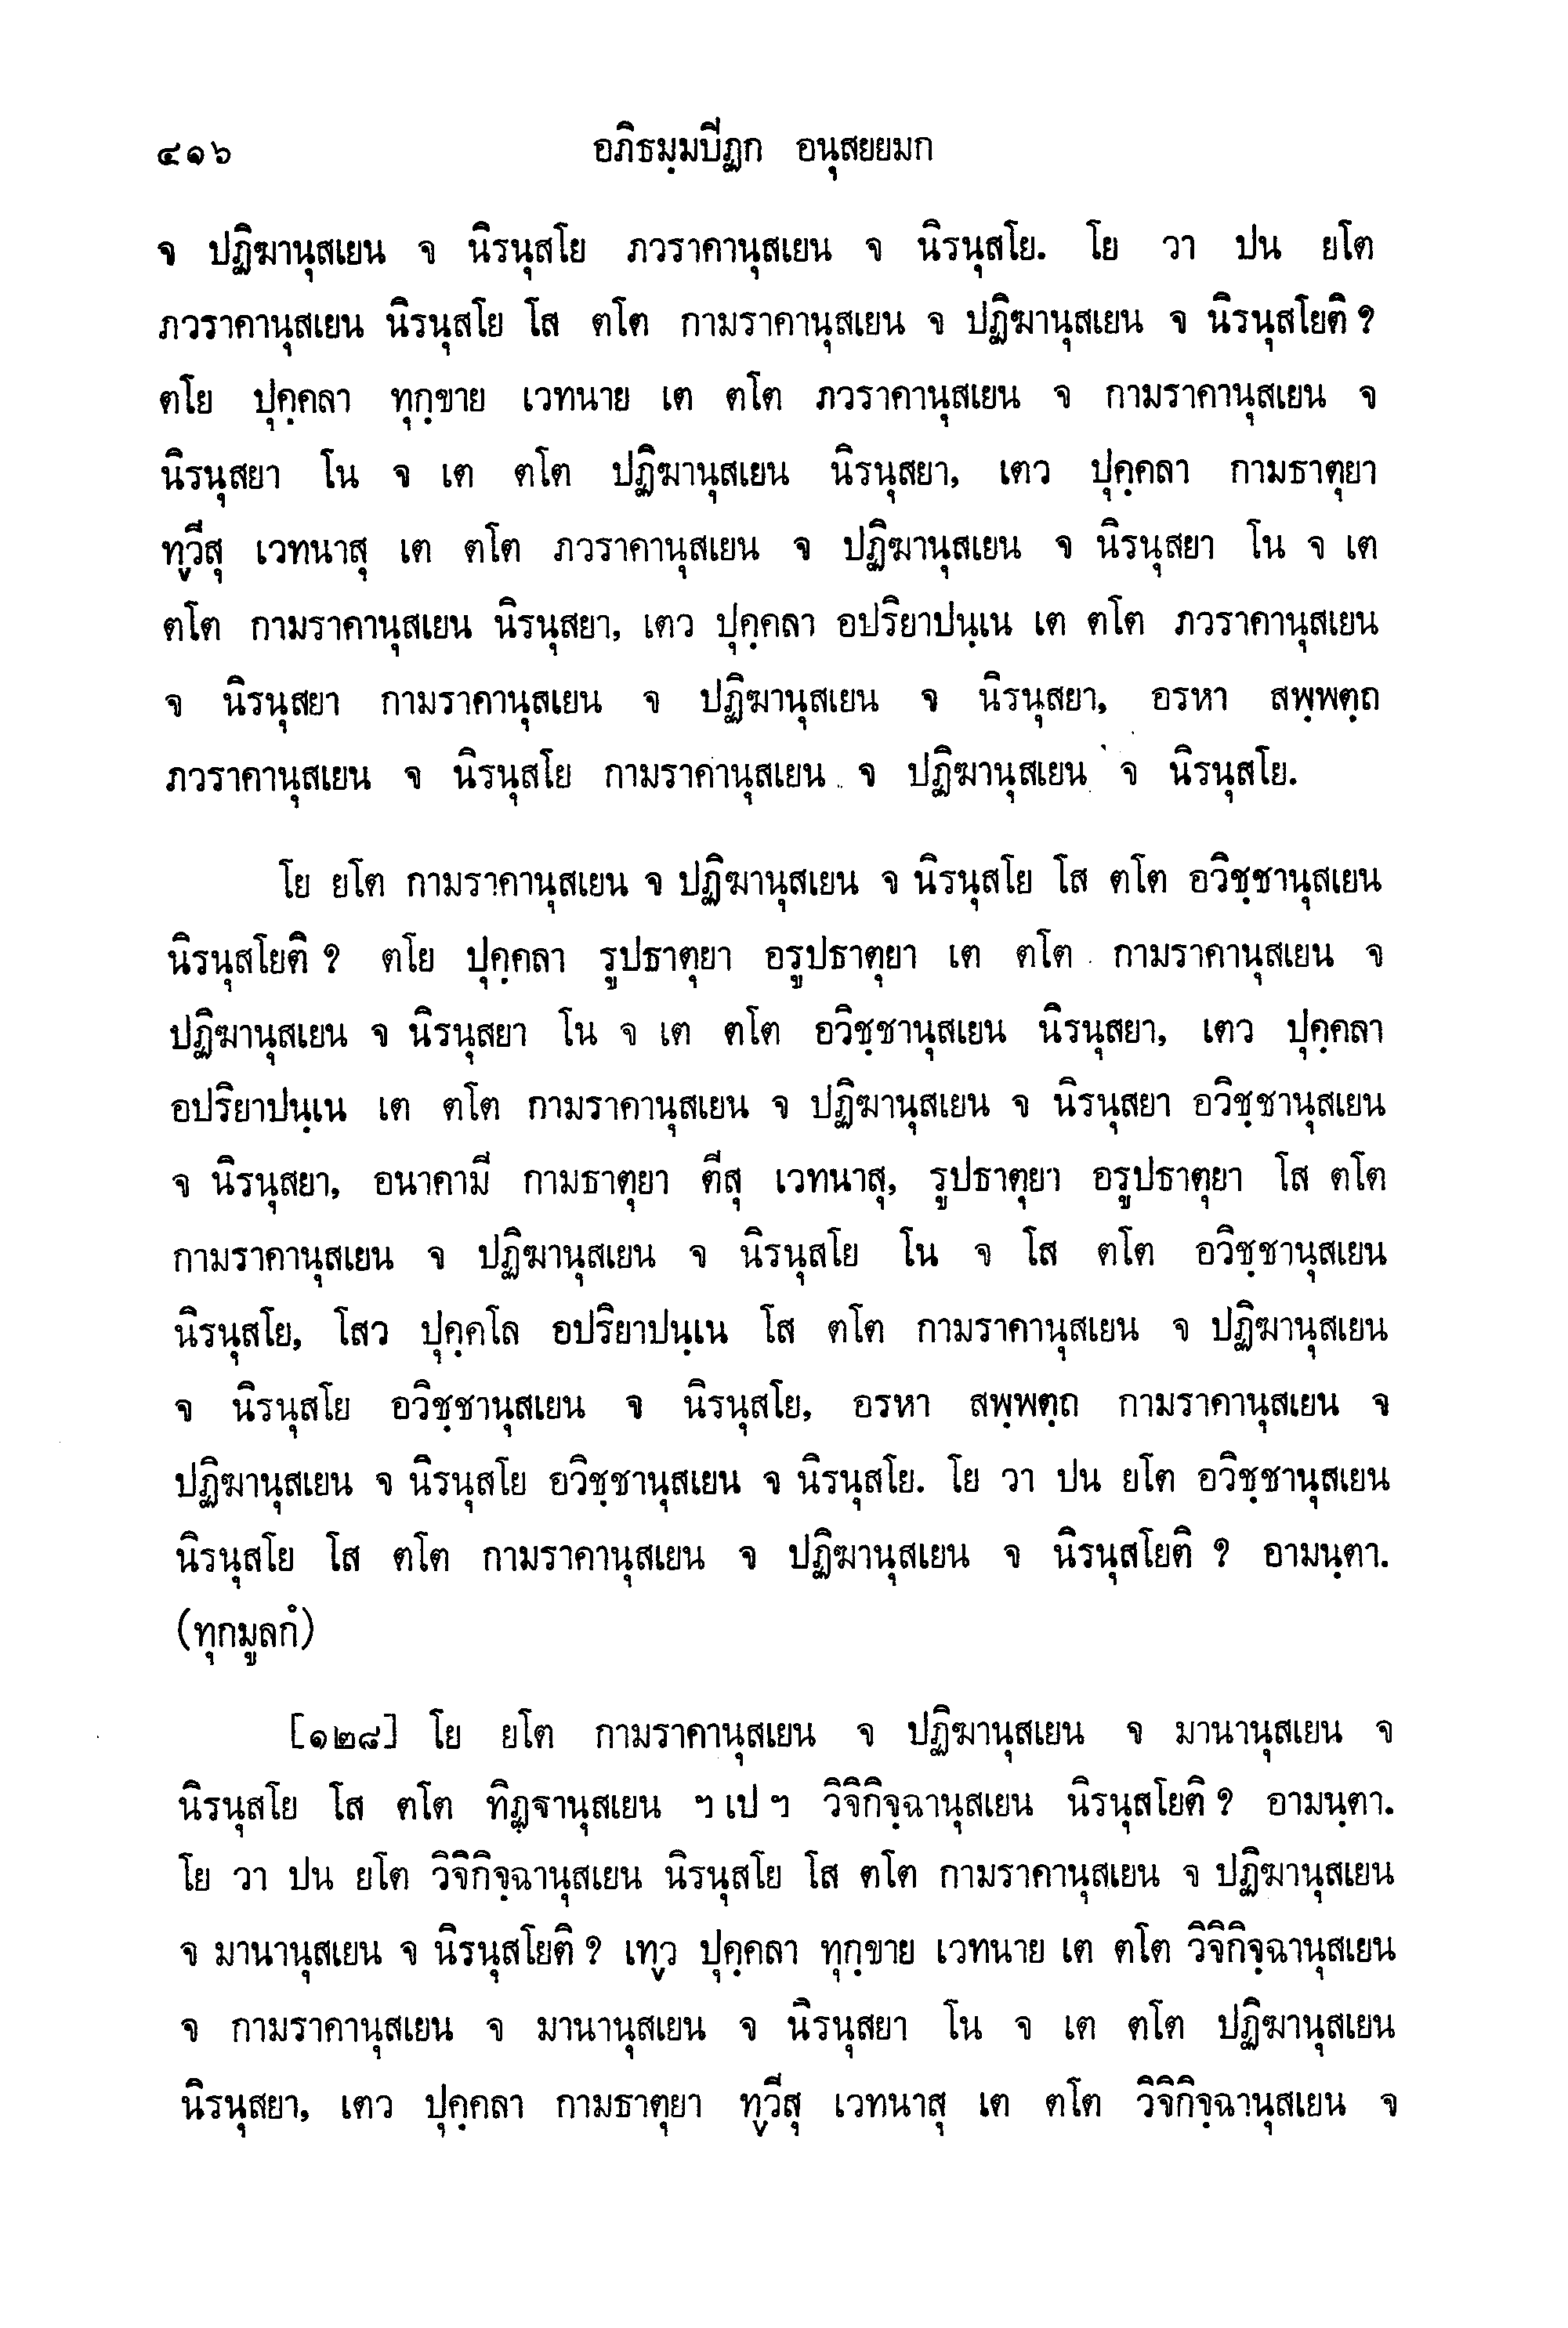 ๔๑๖ อภิธมฺมปีฏก อนุสยยมก
จ ปฏิฆานุสเยน จ นิรนุสโย ภวราคานุสเยน จ นิรนุสโย. โย วา ปน ยโต
ภวราคานุสเยน นิรนุสโย โส ตโต กามราคานุสเยน จ ปฏิฆานุสเยน จ นิรนุสโยติ ?
ตโย ปุคฺคลา ทุกฺขาย เวทนาย เต ตโต ภวราคานุสเยน จ กามราคานุสเยน จ
นิรนุสยา โน จ เต ตโต ปฏิฆานุสเยน นิรนุสยา, เตว ปุคฺคลา กามธาตุยา
ทฺวีสุ เวทนาสุ เต ตโต ภวราคานุสเยน จ ปฏิฆานุสเยน จ นิรนุสยา โน จ เต
ตโต กามราคานุสเยน นิรนุสยา, เตว ปุคฺคลา อปริยาปนฺเน เต ตโต ภวราคานุสเยน
จ นิรนุสยา กามราคานุสเยน จ ปฏิฆานุสเยน จ นิรนุสยา, อรหา สพฺพตฺถ
ภวราคานุสเยน จ นิรนุสโย กามราคานุสเยน จ ปฏิฆานุสเยน จ นิรนุสโย.
โย ยโต กามราคานุสเยน จ ปฏิฆานุสเยน จ นิรนุสโย โส ตโต อวิชฺชานุสเยน
นิรนุสโยติ ? ตโย ปุคฺคลา รูปธาตุยา อรูปธาตุยา เต ตโต กามราคานุสเยน จ
ปฏิฆานุสเยน จ นิรนุสยา โน จ เต ตโต อวิชฺชานุสเยน นิรนุสยา, เตว ปุคฺคลา
อปริยาปนฺเน เต ตโต กามราคานุสเยน จ ปฏิฆานุสเยน จ นิรนุสยา อวิชฺชานุสเยน
จ นิรนุสยา, อนาคามี กามธาตุยา ตีสุ เวทนาสุ, รูปธาตุยา อรูปธาตุยา โส ตโต
กามราคานุสเยน จ ปฏิฆานุสเยน จ นิรนุสโย โน จ โส ตโต อวิชฺชานุสเยน
นิรนุสโย, โสว ปุคฺคโล อปริยาปนฺเน โส ตโต กามราคานุสเยน จ ปฏิฆานุสเยน
จ นิรนุสโย อวิชฺชานุสเยน จ นิรนุสโย, อรหา สพฺพตฺถ กามราคานุสเยน จ
ปฏิฆานุสเยน จ นิรนุสโย อวิชฺชานุสเยน จ นิรนุสโย. โย วา ปน ยโต อวิชฺชานุสเยน
นิรนุสโย โส ตโต กามราคานุสเยน จ ปฏิฆานุสเยน จ นิรนุสโยติ ? อามนฺตา.
(ทุกมูลกํ)
[๑๒๘] โย ยโต กามราคานุสเยน จ ปฏิฆานุสเยน จ มานานุสเยน จ
นิรนุสโย โส ตโต ทิฏฺฐานุสเยน ฯ เป ฯ วิจิกิจฺฉานุสเยน นิรนุสโยติ ? อามนฺตา.
โย วา ปน ยโต วิจิกิจฺฉานุสเยน นิรนุสโย โส ตโต กามราคานุสเยน จ ปฏิฆานุสเยน
จ มานานุสเยน จ นิรนุสโยติ ? เทฺว ปุคฺคลา ทุกฺขาย เวทนาย เต ตโต วิจิกิจฺฉานุสเยน
จ กามราคานุสเยน จ มานานุสเยน จ นิรนุสยา โน จ เต ตโต ปฏิฆานุสเยน
นิรนุสยา, เตว ปุคฺคลา กามธาตุยา ทฺวีสุ เวทนาสุ เต ตโต วิจิกิจฺฉานุสเยน จ